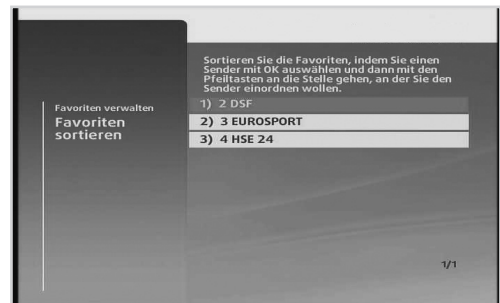 Favoriten verwalten
Favoriten
sortieren
Sortieren Sie die Favoriten, indem Sie einen
Sender mit OK auswählen und dann mit den
Pfeiltasten an die Stelle gehen, an der Sie den
Sender einordnen wollen.
1) 2 DSF
2) 3 EUROSPORT
3) 4 HSE 24
1/1